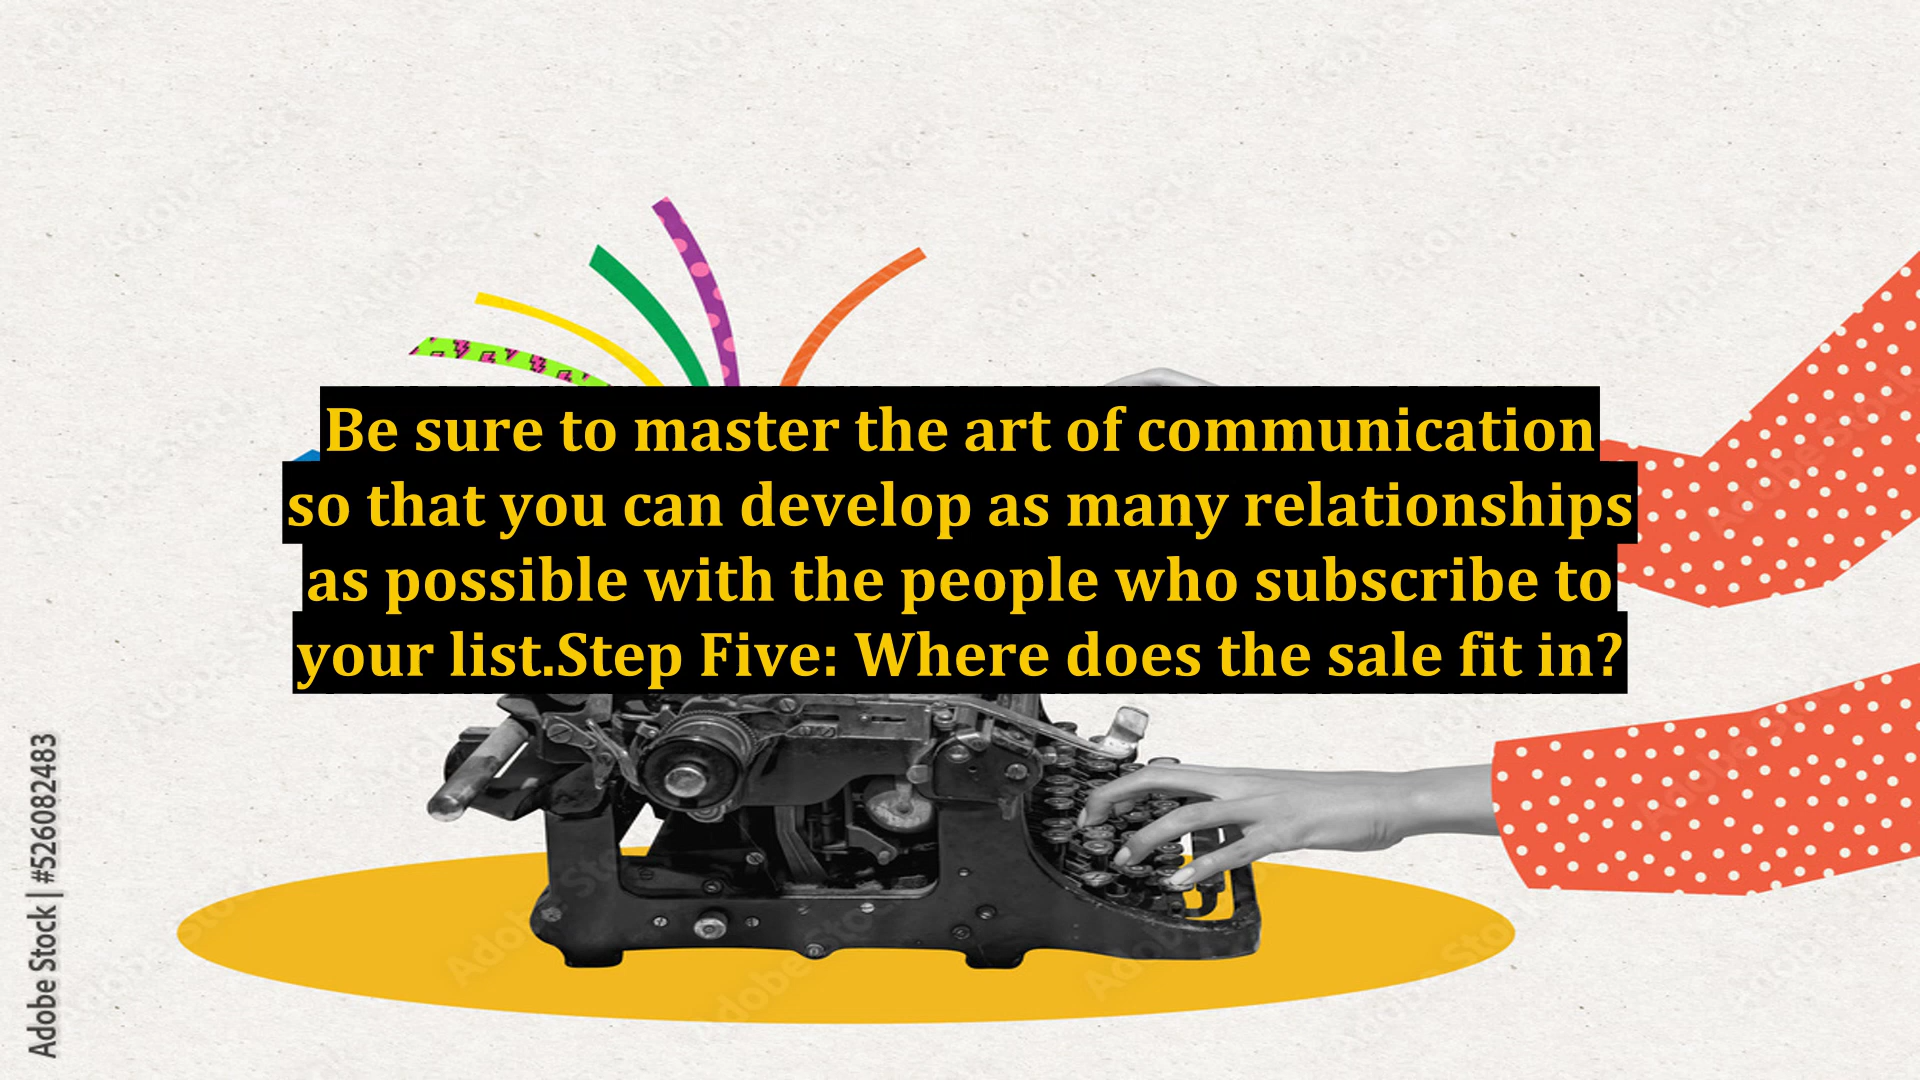 Be sure to master the art of communication
so that you can develop as many relationships
as possible with the people who subscribe to
your list.Step Five: Where does the sale fit in?
Adobe Stock | #526082483